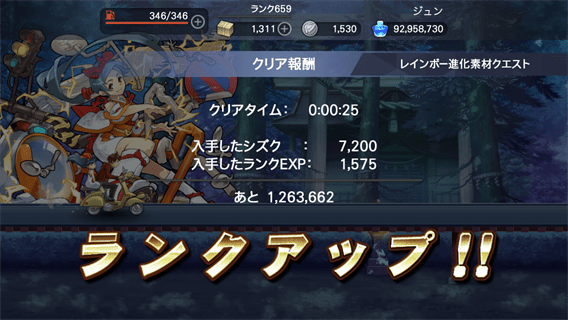 ランク659
ジュン
346/346
1,311
1,530
92,958,730
クリア報酬
レインボー進化素材クエスト
クリアタイム： 0:00:25
入手したシズク ： 7,200
入手したランクEXP： 1,575
あと 1,263,662
ランクアップ!!